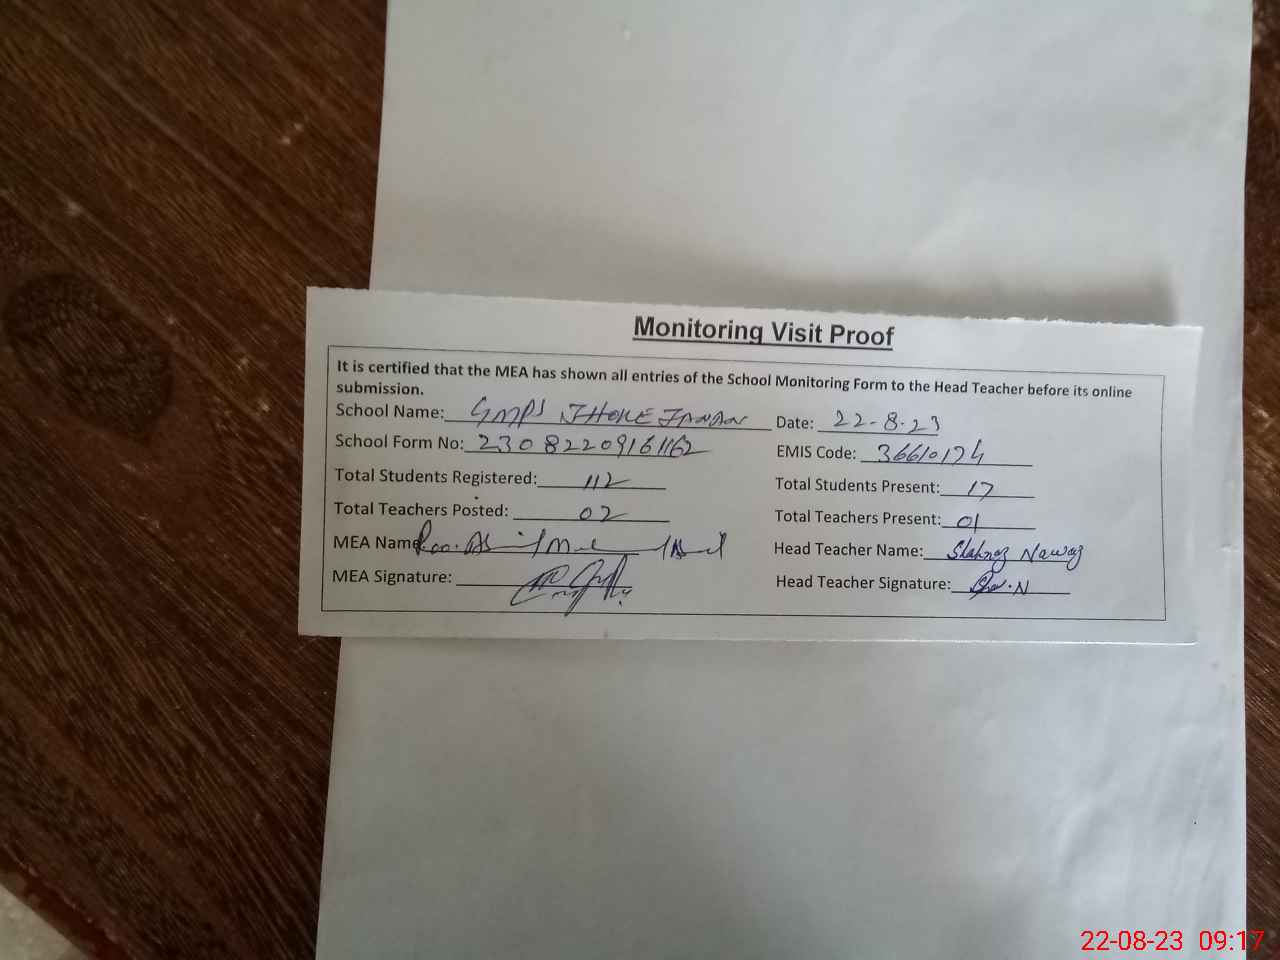 Monitoring Visit Proof
It is certified that the MEA has shown all entries of the School Monitoring Form to the Head Teacher before its online
submission.
School Name: GMPS JHOKE JANAN Date: 22-8-23
School Form No: 23082209161162 EMIS Code: 36610174
Total Students Registered: 112 Total Students Present: 17
Total Teachers Posted: 02 Total Teachers Present: 01
MEA Name Rao. Head Teacher Name: Shahnaz Nawaz
MEA Signature: Head Teacher Signature:
22-08-23 09:17